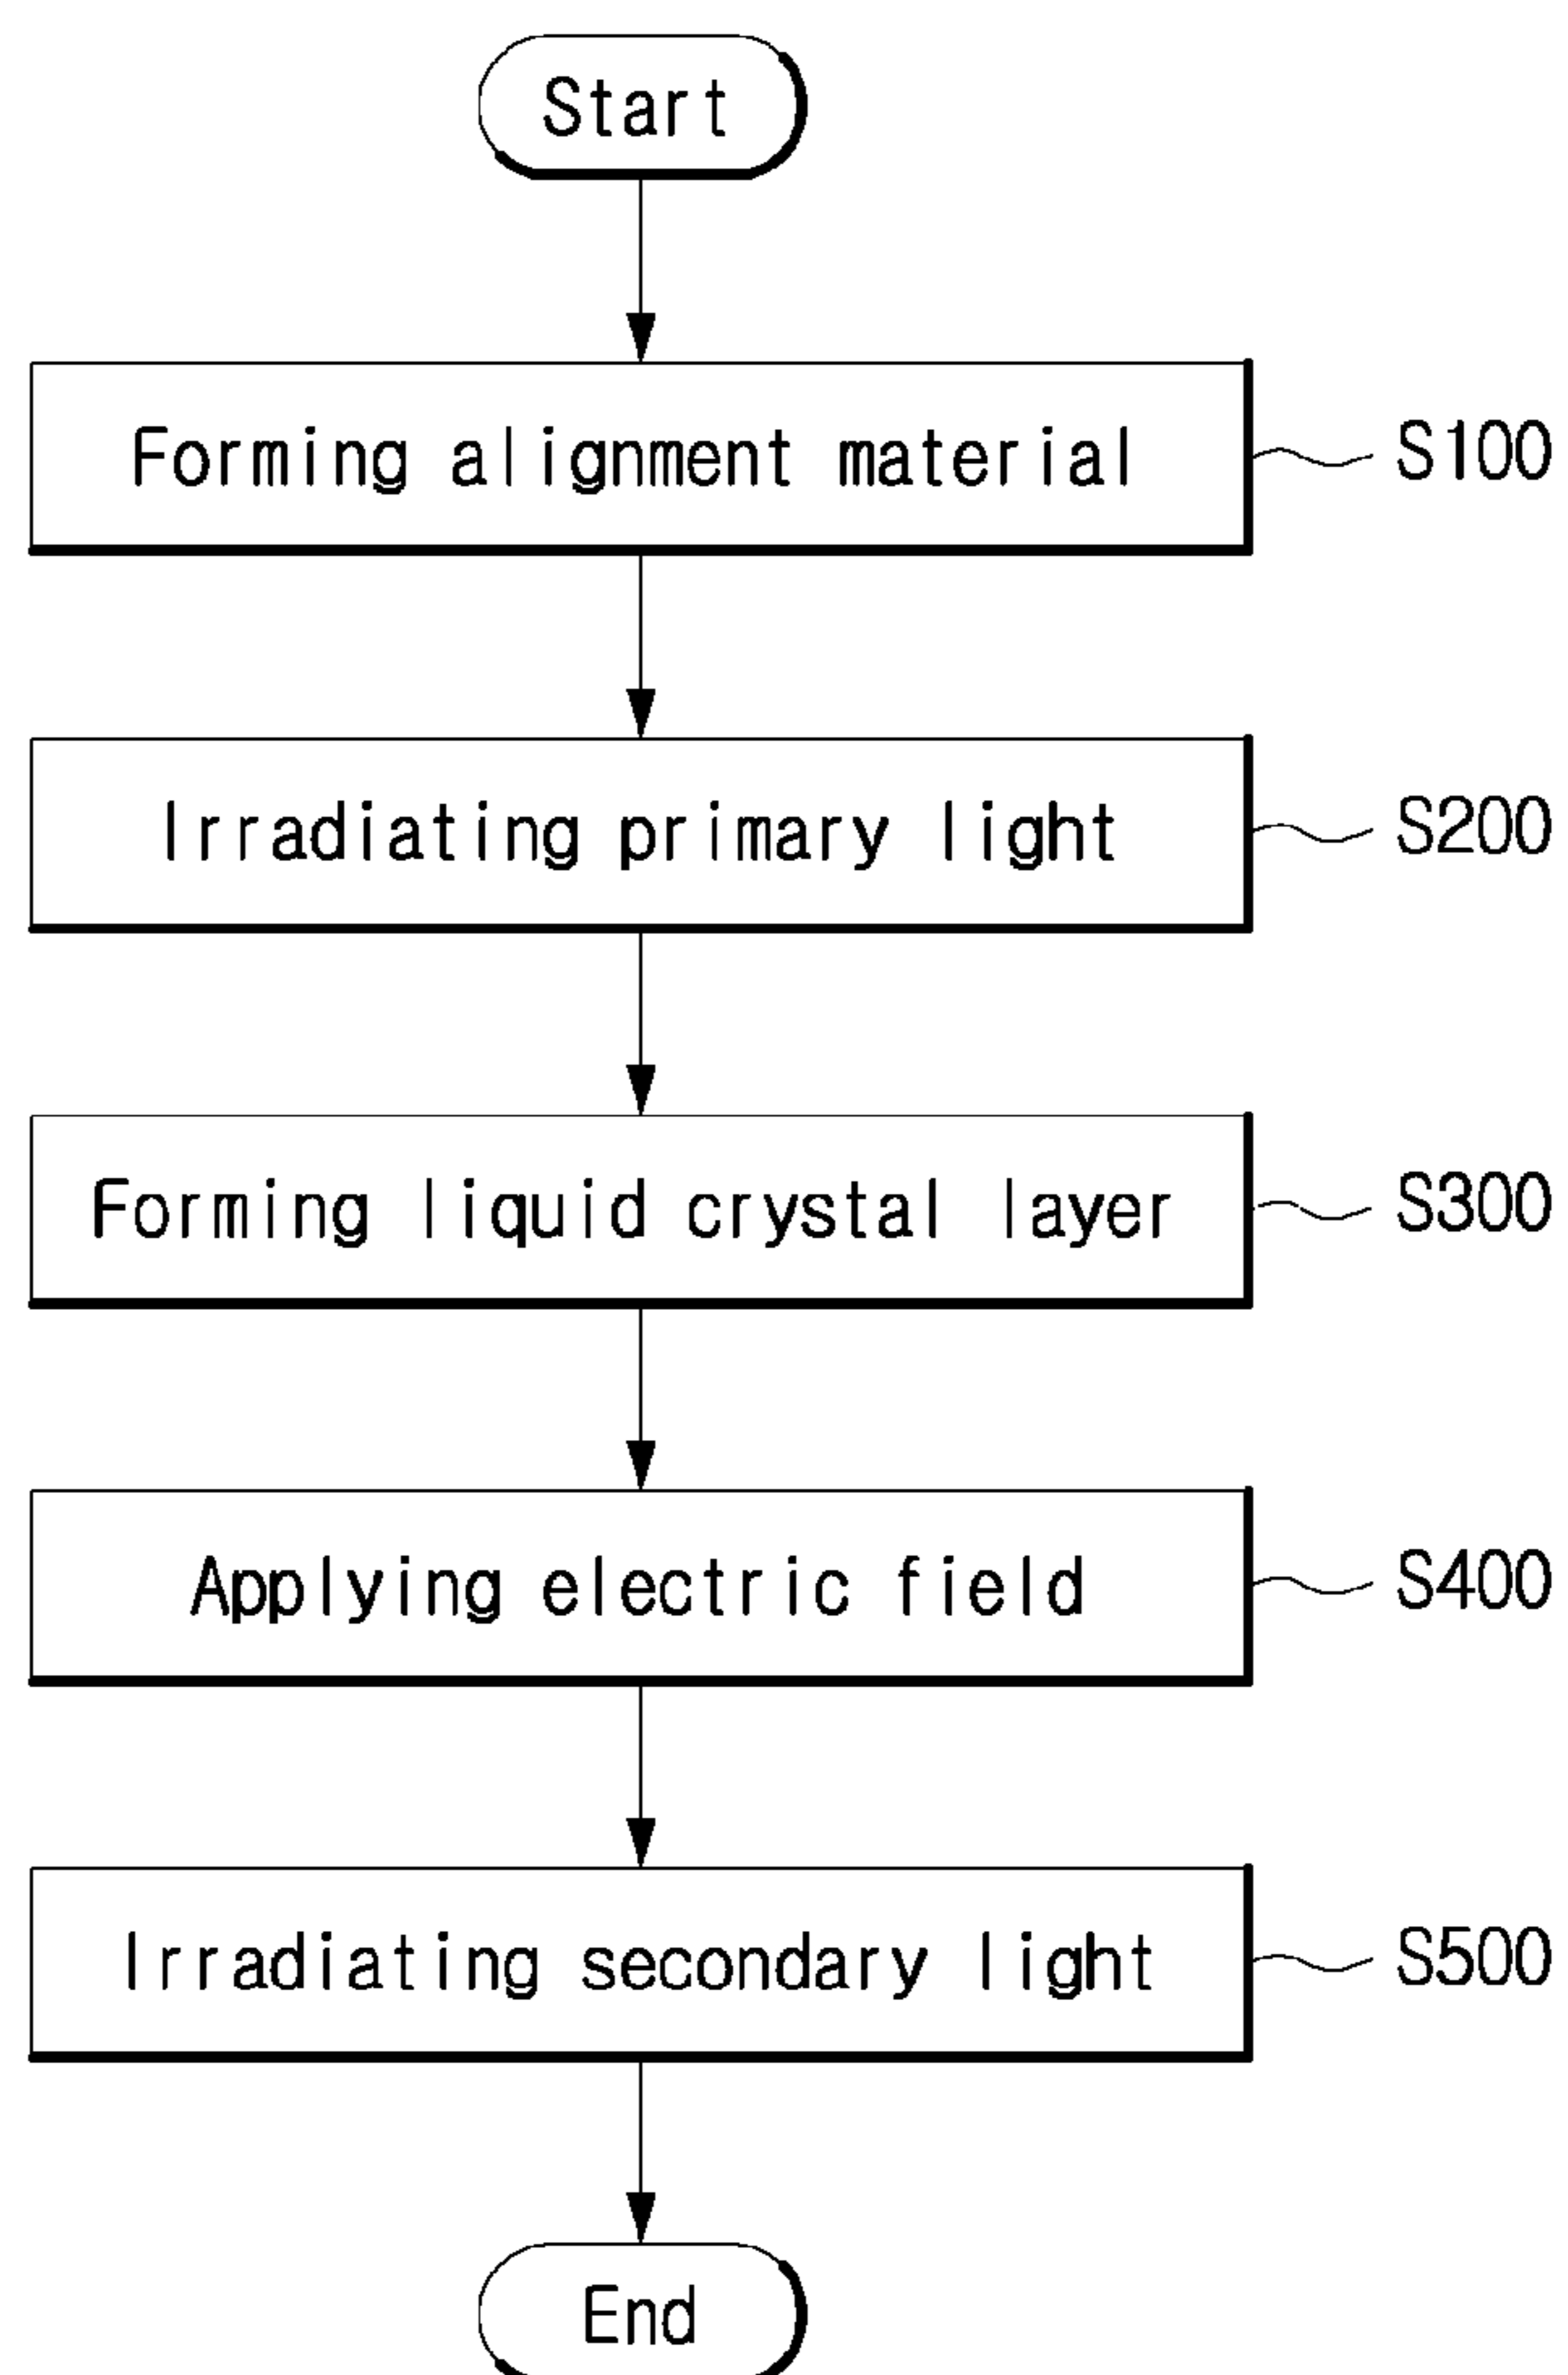 Start
Forming alignment material S100
Irradiating primary light S200
Forming liquid crystal layer S300
Applying electric field S400
Irradiating secondary light S500
End